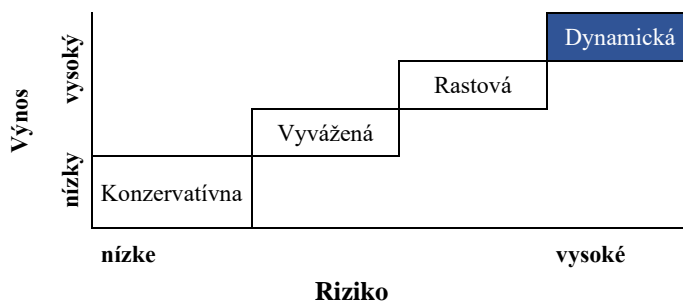 Dynamická
Rastová
Vyvážená
Konzervatívna
Výnos
vysoký
nízky
nízke
vysoké
Riziko